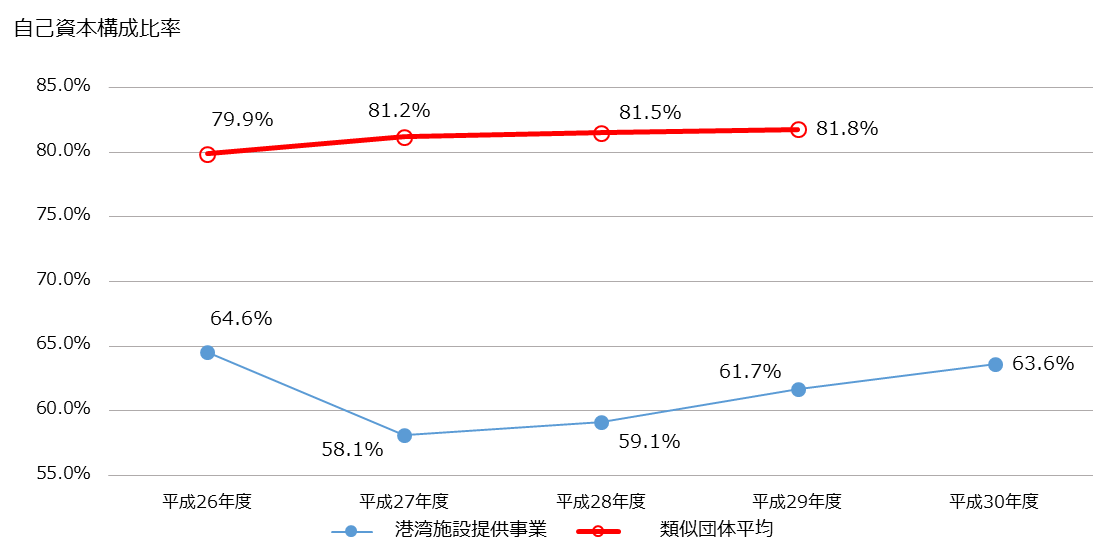 自己資本構成比率
85.0%
80.0%
75.0%
70.0%
65.0%
60.0%
55.0%
79.9%
81.2%
81.5%
81.8%
64.6%
58.1%
59.1%
61.7%
63.6%
平成26年度
平成27年度
平成28年度
平成29年度
平成30年度
港湾施設提供事業
類似団体平均